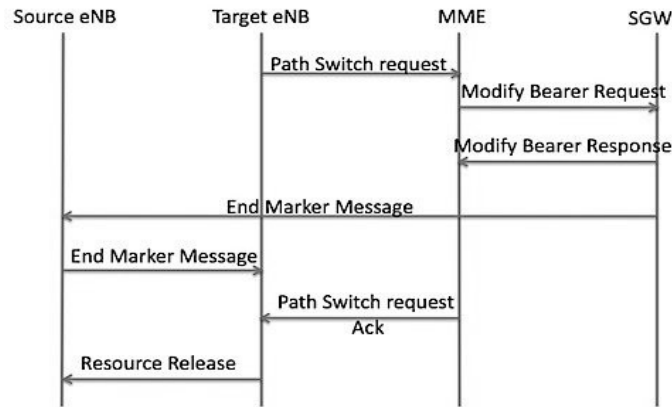 Source eNB Target eNB MME SGW
Path Switch request
Modify Bearer Request
Modify Bearer Response
End Marker Message
End Marker Message
Path Switch request
Ack
Resource Release